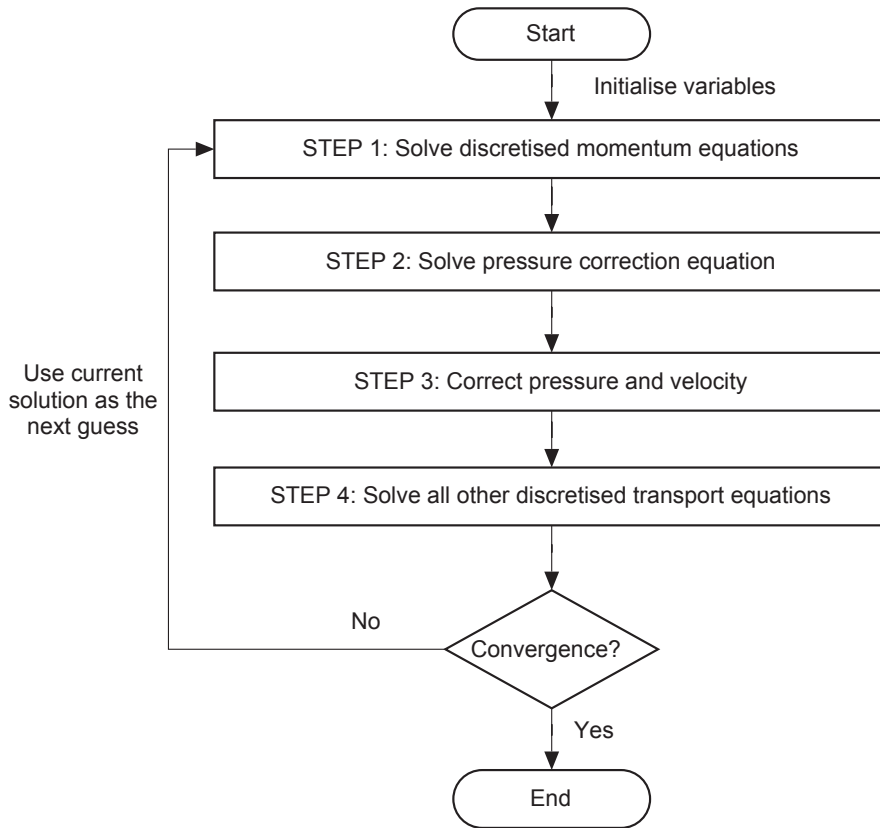 Start
Initialise variables
STEP 1: Solve discretised momentum equations
STEP 2: Solve pressure correction equation
STEP 3: Correct pressure and velocity
Use current
solution as the
next guess
STEP 4: Solve all other discretised transport equations
No
Convergence?
Yes
End